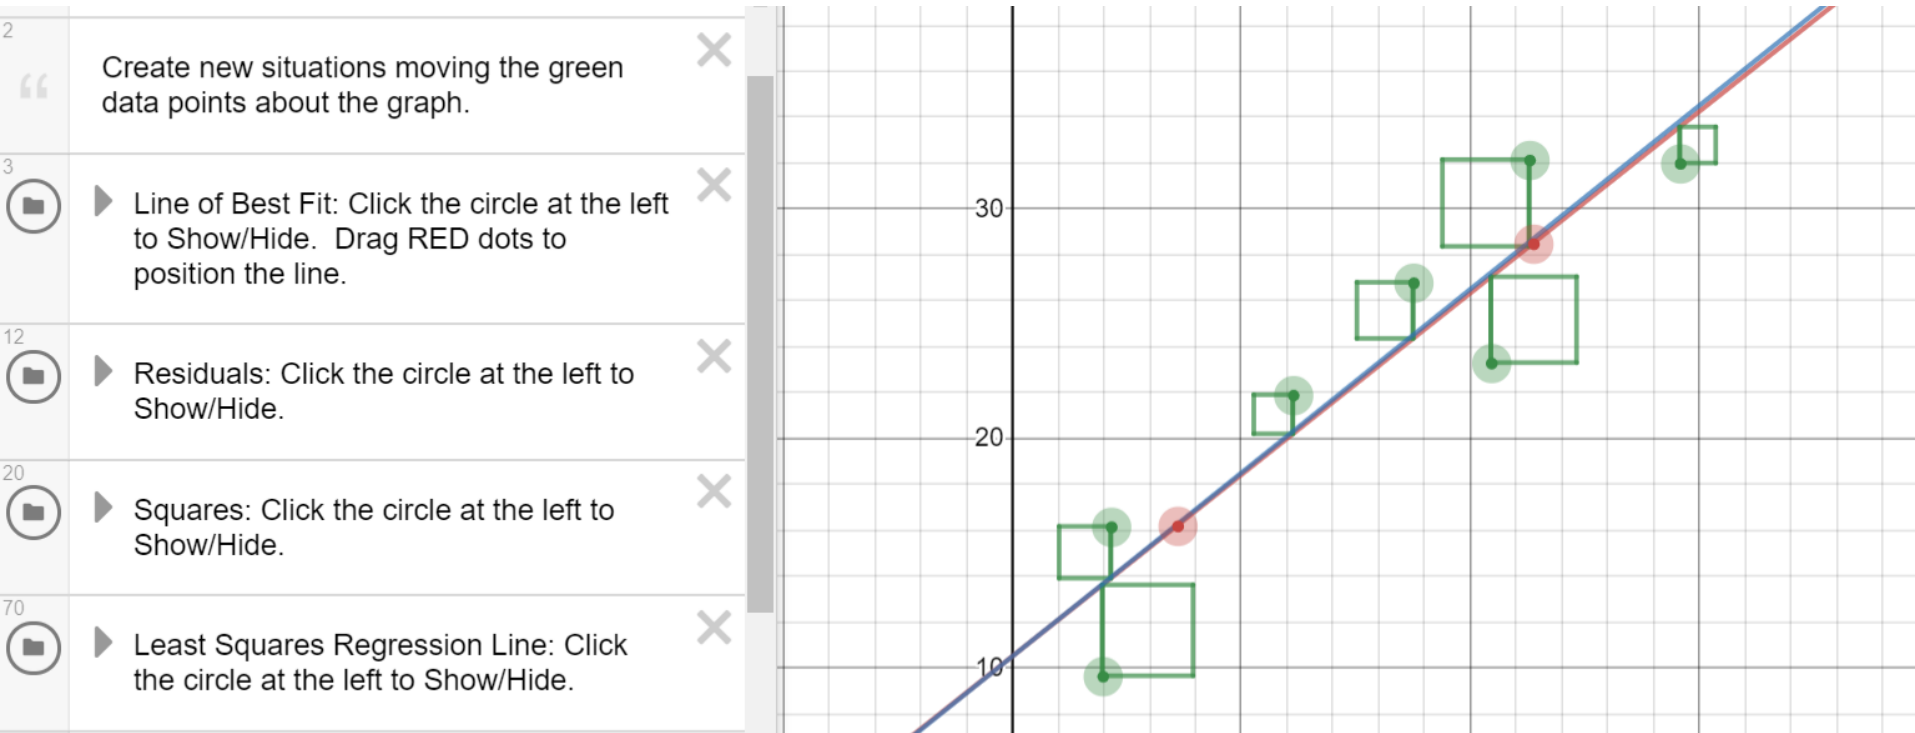 2
“
Create new situations moving the green
data points about the graph.
3
Line of Best Fit: Click the circle at the left
to Show/Hide.  Drag RED dots to
position the line.
12
Residuals: Click the circle at the left to
Show/Hide.
20
Squares: Click the circle at the left to
Show/Hide.
70
Least Squares Regression Line: Click
the circle at the left to Show/Hide.
30
20
10